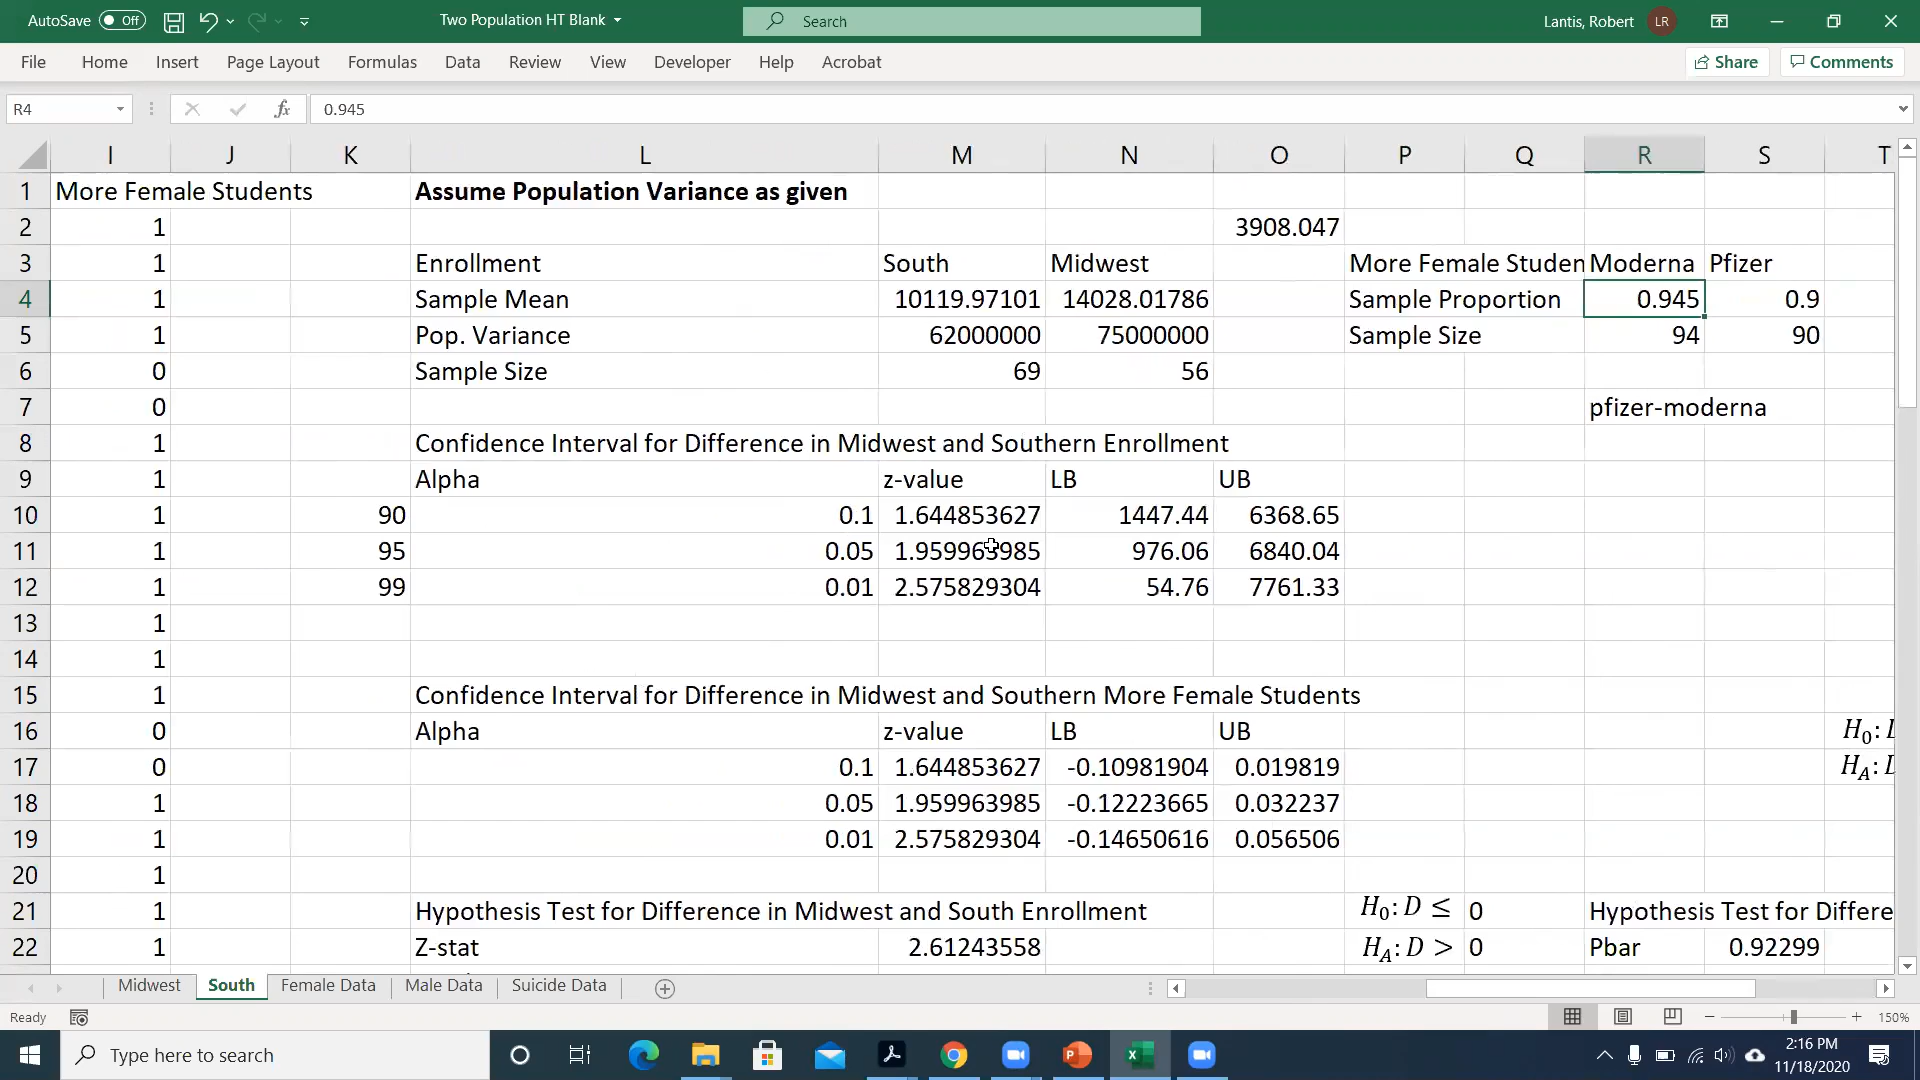 AutoSave Off Two Population HT Blank Search Lantis, Robert LR
File Home Insert Page Layout Formulas Data Review View Developer Help Acrobat Share Comments
R4 fx 0.945
I J K L M N O P Q R S T
1 More Female Students Assume Population Variance as given
2 1 3908.047
3 1 Enrollment South Midwest More Female Studen Moderna Pfizer
4 1 Sample Mean 10119.97101 14028.01786 Sample Proportion 0.945 0.9
5 1 Pop. Variance 62000000 75000000 Sample Size 94 90
6 0 Sample Size 69 56
7 0 pfizer-moderna
8 1 Confidence Interval for Difference in Midwest and Southern Enrollment
9 1 Alpha z-value LB UB
10 1 90 0.1 1.644853627 1447.44 6368.65
11 1 95 0.05 1.959963985 976.06 6840.04
12 1 99 0.01 2.575829304 54.76 7761.33
13 1
14 1
15 1 Confidence Interval for Difference in Midwest and Southern More Female Students
16 0 Alpha z-value LB UB H₀:
17 0 0.1 1.644853627 -0.10981904 0.019819 H_A:
18 1 0.05 1.959963985 -0.12223665 0.032237
19 1 0.01 2.575829304 -0.14650616 0.056506
20 1
21 1 Hypothesis Test for Difference in Midwest and South Enrollment H₀: D ≤ 0 Hypothesis Test for Differe
22 1 Z-stat 2.61243558 H_A: D > 0 Pbar 0.92299
Midwest South Female Data Male Data Suicide Data
Ready 150%
Type here to search 2:16 PM
11/18/2020